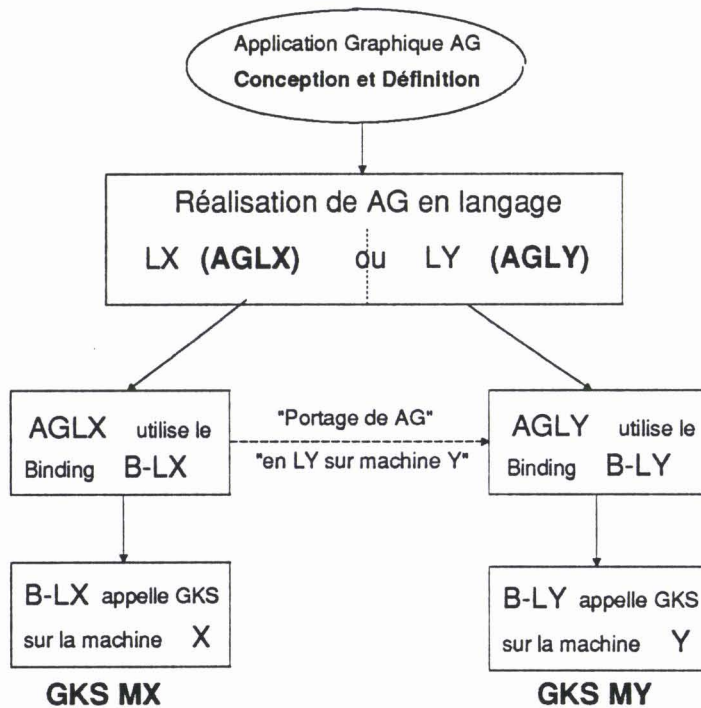 Application Graphique AG
Conception et Définition
Réalisation de AG en langage
LX (AGLX) ou LY (AGLY)
AGLX utilise le
Binding B-LX
"Portage de AG"
"en LY sur machine Y"
AGLY utilise le
Binding B-LY
B-LX appelle GKS
sur la machine X
B-LY appelle GKS
sur la machine Y
GKS MX
GKS MY